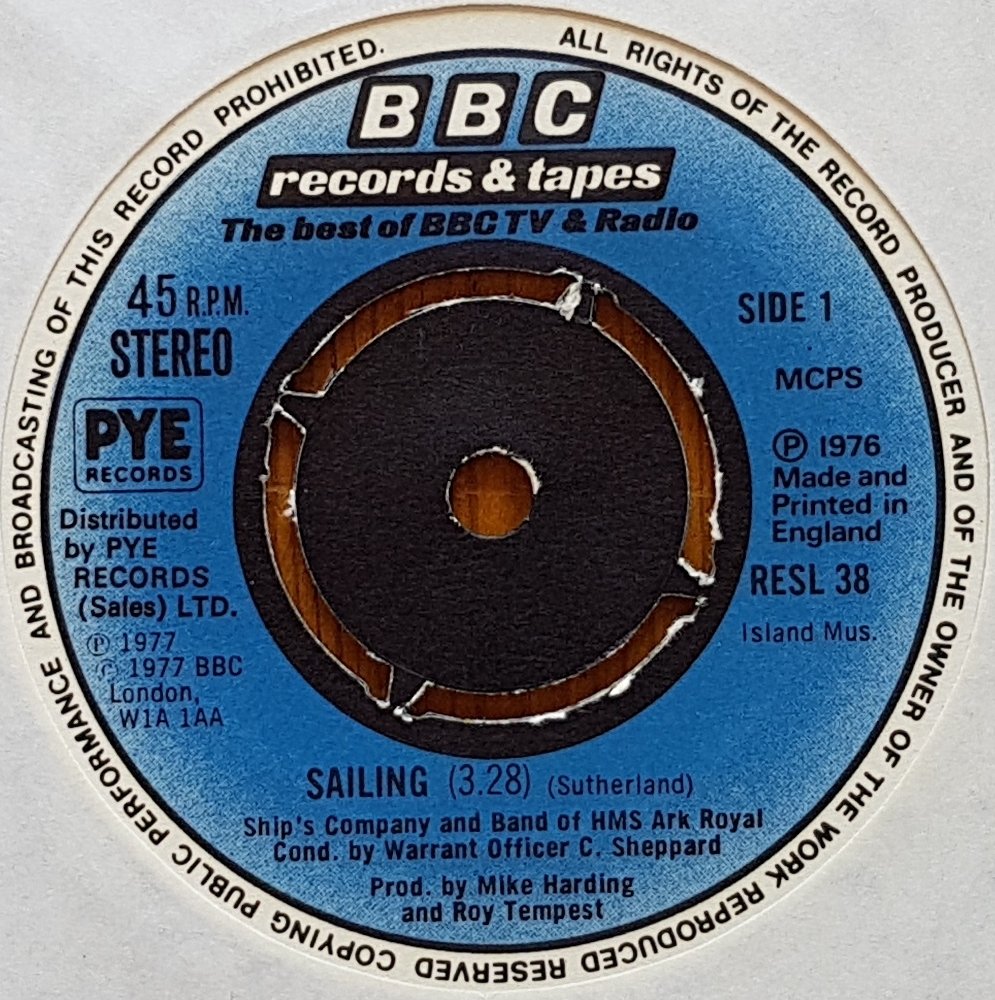 ALL RIGHTS OF THE RECORD PRODUCER AND OF THE OWNER OF THE WORK REPRODUCED RESERVED COPYING PUBLIC PERFORMANCE AND BROADCASTING OF THIS RECORD PROHIBITED.
BBC
records & tapes
The best of BBC TV & Radio
45 R.P.M.
STEREO
PYE
RECORDS
Distributed
by PYE
RECORDS
(Sales) LTD.
℗ 1977
© 1977 BBC
London,
W1A 1AA
SIDE 1
MCPS
℗ 1976
Made and
Printed in
England
RESL 38
Island Mus.
SAILING (3.28) (Sutherland)
Ship's Company and Band of HMS Ark Royal
Cond. by Warrant Officer C. Sheppard
Prod. by Mike Harding
and Roy Tempest